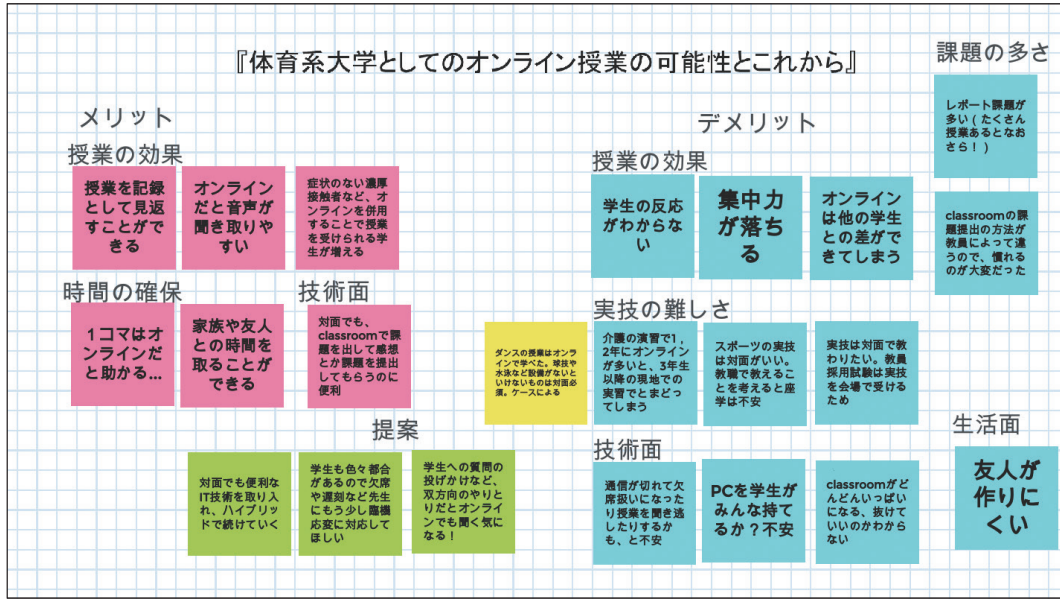 『体育系大学としてのオンライン授業の可能性とこれから』
メリット
授業の効果
授業を記録
として見返
すことがで
きる
オンライン
だと音声が
聞き取りや
すい
症状のない濃厚
接触者など、オ
ンラインを併用
することで授業
を受けられる学
生が増える
時間の確保
1コマはオ
ンラインだ
と助かる...
家族や友人
との時間を
取ることが
できる
技術面
対面でも、
classroomで課
題を出して感想
とか課題を提出
してもらうのに
便利
提案
対面でも便利な
IT技術を取り入
れ、ハイブリッ
ドで続けていく
学生も色々都合
があるので欠席
や遅刻など先生
にもう少し臨機
応変に対応して
ほしい
学生への質問の
投げかけなど、
双方向のやりと
りだとオンライ
ンでも聞く気に
なる！
デメリット
授業の効果
学生の反応
がわからな
い
集中力
が落ち
る
オンライン
は他の学生
との差がで
きてしまう
実技の難しさ
ダンスの授業はオンライ
ンで学べた。球技や
水泳など設備がないと
いけないものは対面必
須。ケースによる
介護の演習で1，
2年にオンライン
が多いと、3年生
以降の現地での
実習でとまどっ
てしまう
スポーツの実技
は対面がいい。
教職で教えるこ
とを考えると座
学は不安
実技は対面で教
わりたい。教員
採用試験は実技
を会場で受ける
ため
技術面
通信が切れて欠
席扱いになった
り授業を聞き逃
したりするか
も、と不安
PCを学生が
みんな持て
るか？不安
classroomがど
んどんいっぱい
になる、抜けて
いいのかわから
ない
課題の多さ
レポート課題が
多い（たくさん
授業あるとなお
さら！）
classroomの課
題提出の方法が
教員によって違
うので、慣れる
のが大変だった
生活面
友人が
作りに
くい